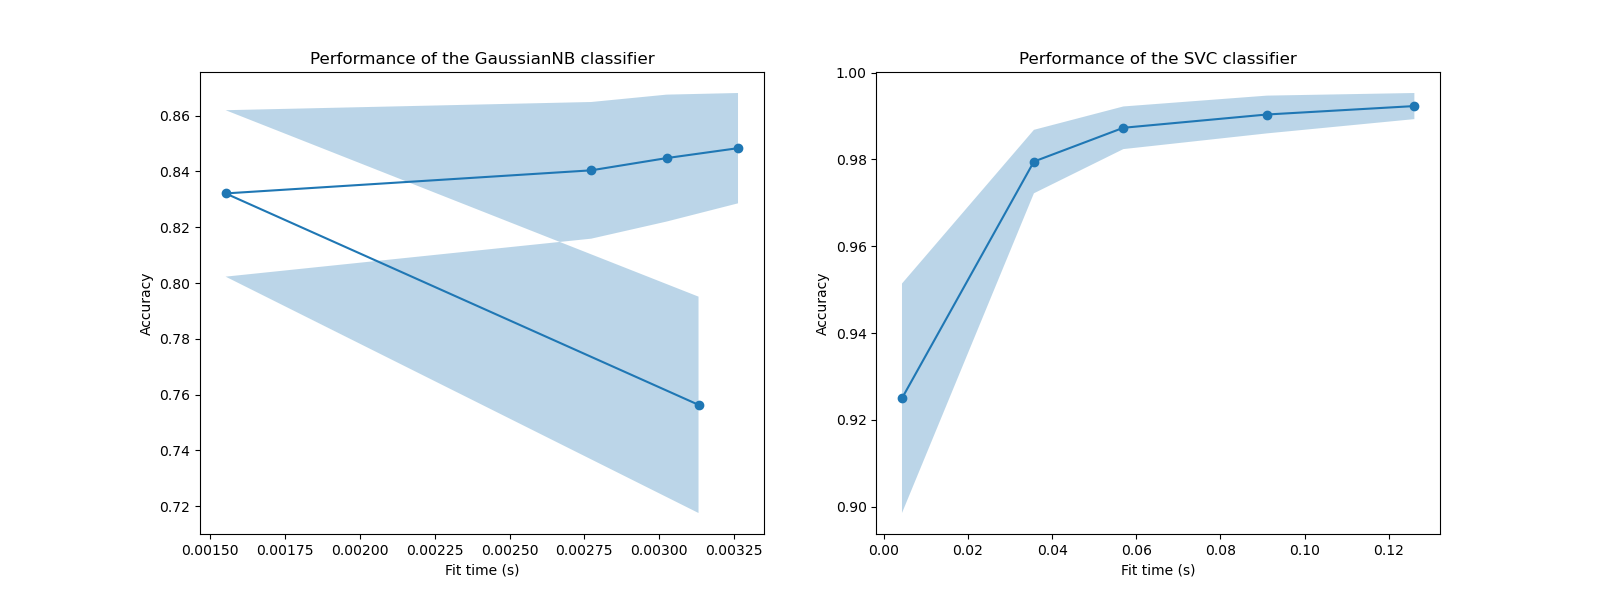 Performance of the GaussianNB classifier
0.86
0.84
0.82
0.80
0.78
0.76
0.74
0.72
Accuracy
0.00150 0.00175 0.00200 0.00225 0.00250 0.00275 0.00300 0.00325
Fit time (s)
Performance of the SVC classifier
1.00
0.98
0.96
0.94
0.92
0.90
Accuracy
0.00 0.02 0.04 0.06 0.08 0.10 0.12
Fit time (s)